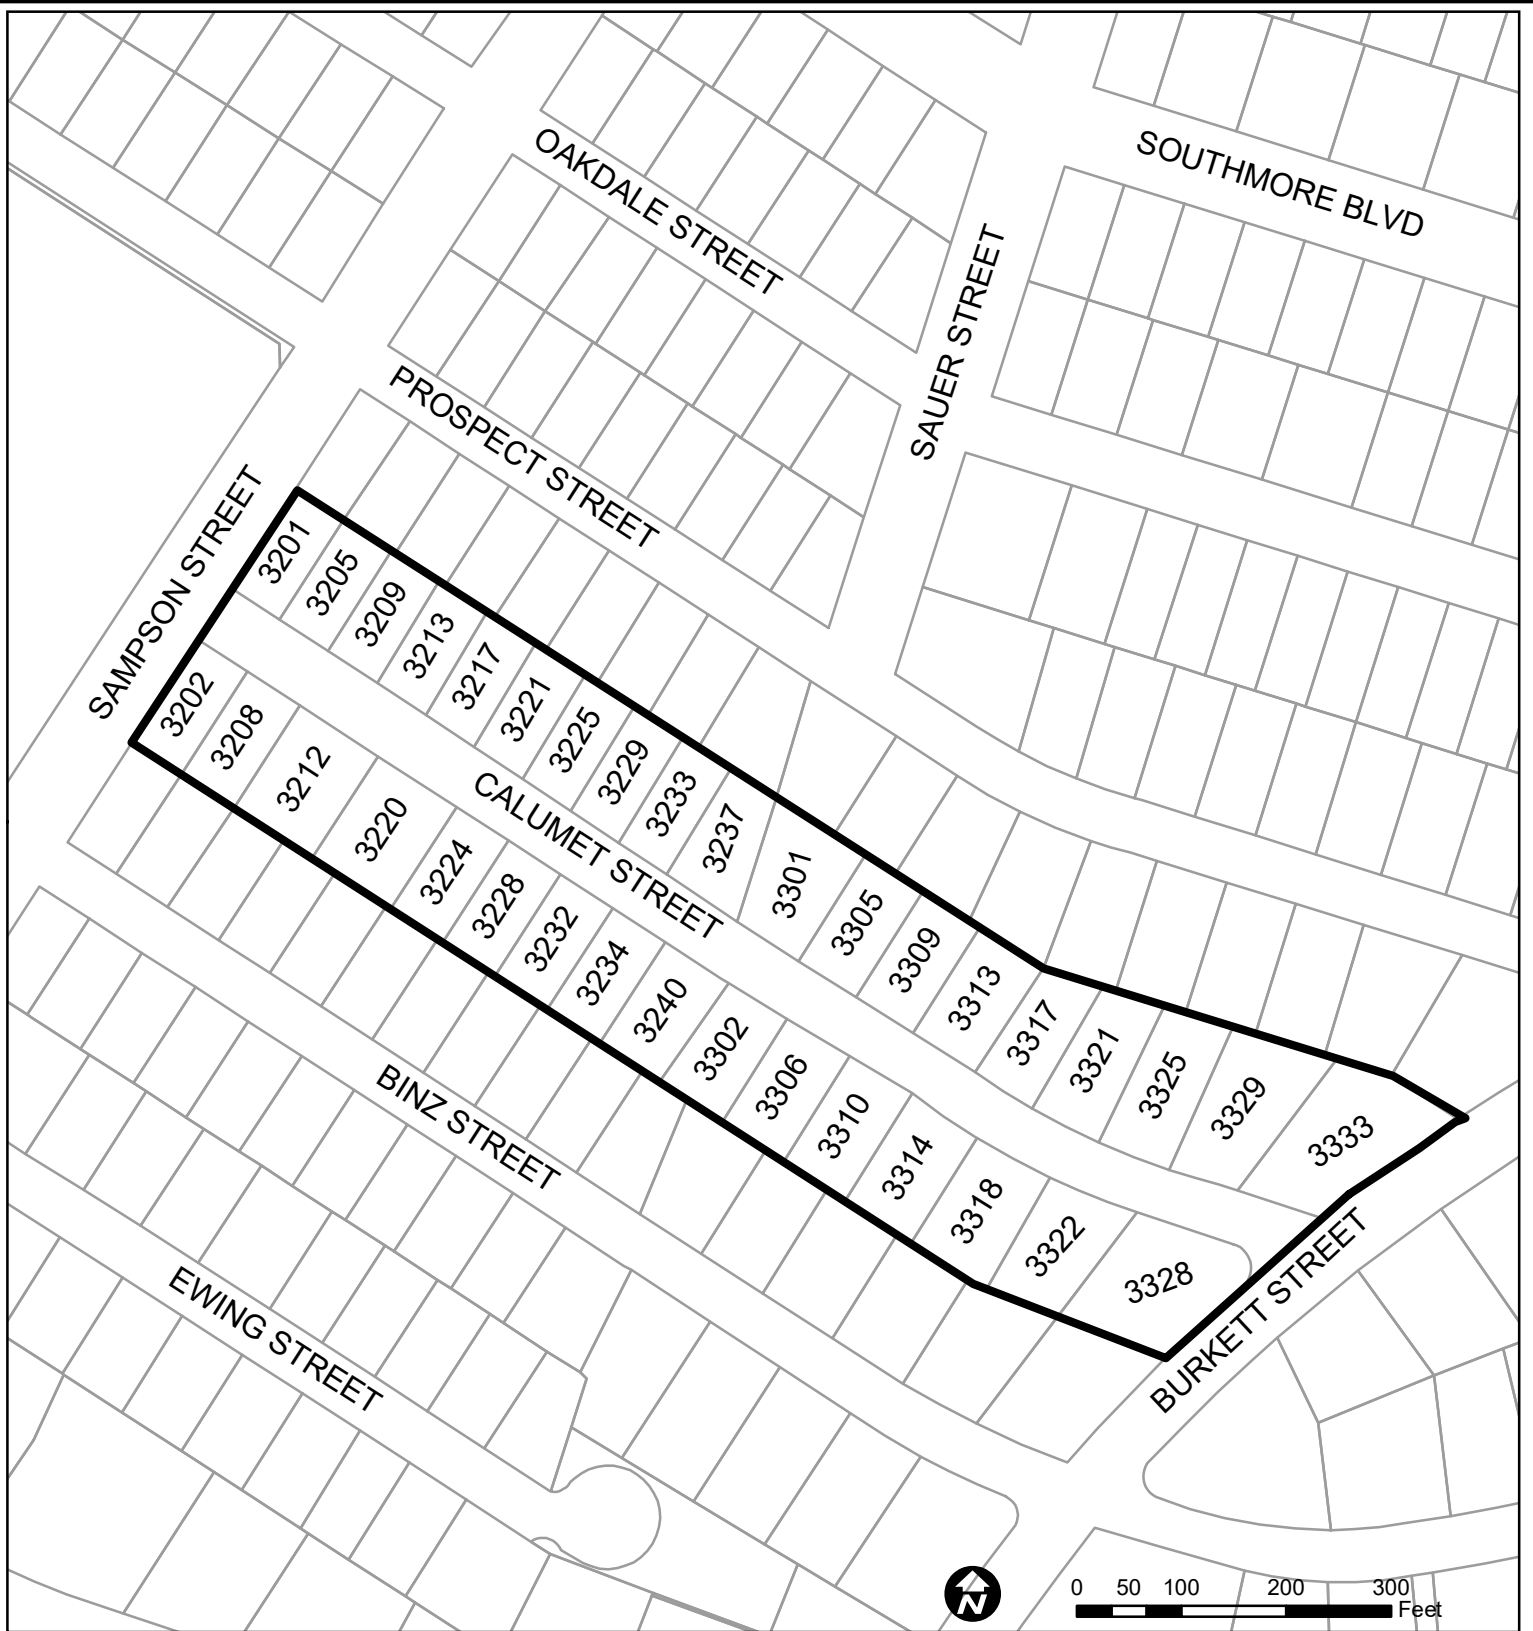 SOUTHMORE BLVD
OAKDALE STREET
SAUER STREET
PROSPECT STREET
SAMPSON STREET
3201
3205
3209
3213
3217
3221
3225
3229
3233
3237
3301
3305
3309
3313
3317
3321
3325
3329
3333
CALUMET STREET
3202
3208
3212
3220
3224
3228
3232
3234
3240
3302
3306
3310
3314
3318
3322
3328
BINZ STREET
BURKETT STREET
EWING STREET
N
0 50 100 200 300
Feet